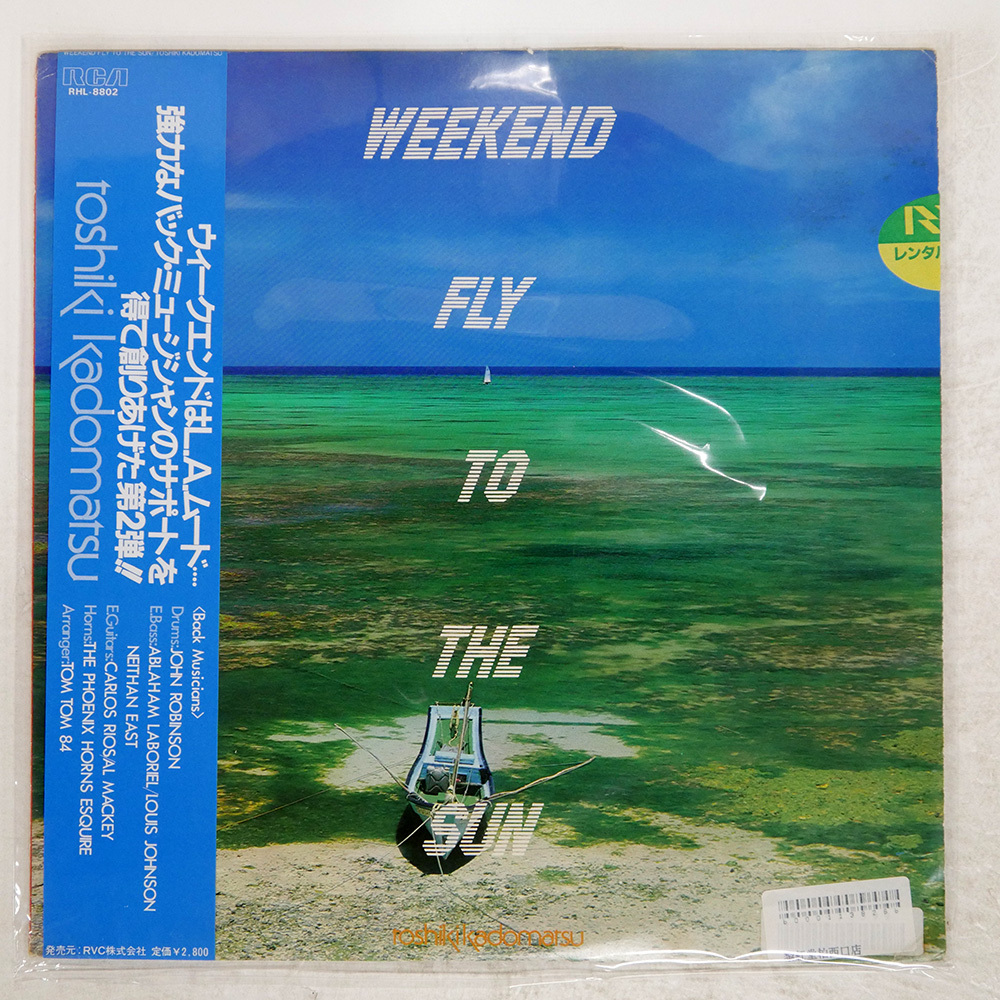 WEEKEND FLY TO THE SUN/TOSHIKI KADOMATSU
RCA
RHL-8802
ウィークエンドはL.A.ムード….
強力なバック・ミュージシャンのサポートを
得て創りあげた第2弾!!
toshiki kadomatsu
〈Back Musicians〉
Drums:JOHN ROBINSON
E.Bass:ABLAHAM LABORIEL/LOUIS JOHNSON
NEITHAN EAST
E.Guitars:CARLOS RIOSAL MACKEY
Horns:THE PHOENIX HORNS ESQUIRE
Arranger:TOM TOM 84
発売元:RVC株式会社 定価¥2,800
WEEKEND
FLY
TO
THE
SUN
toshiki kadomatsu
レンタル